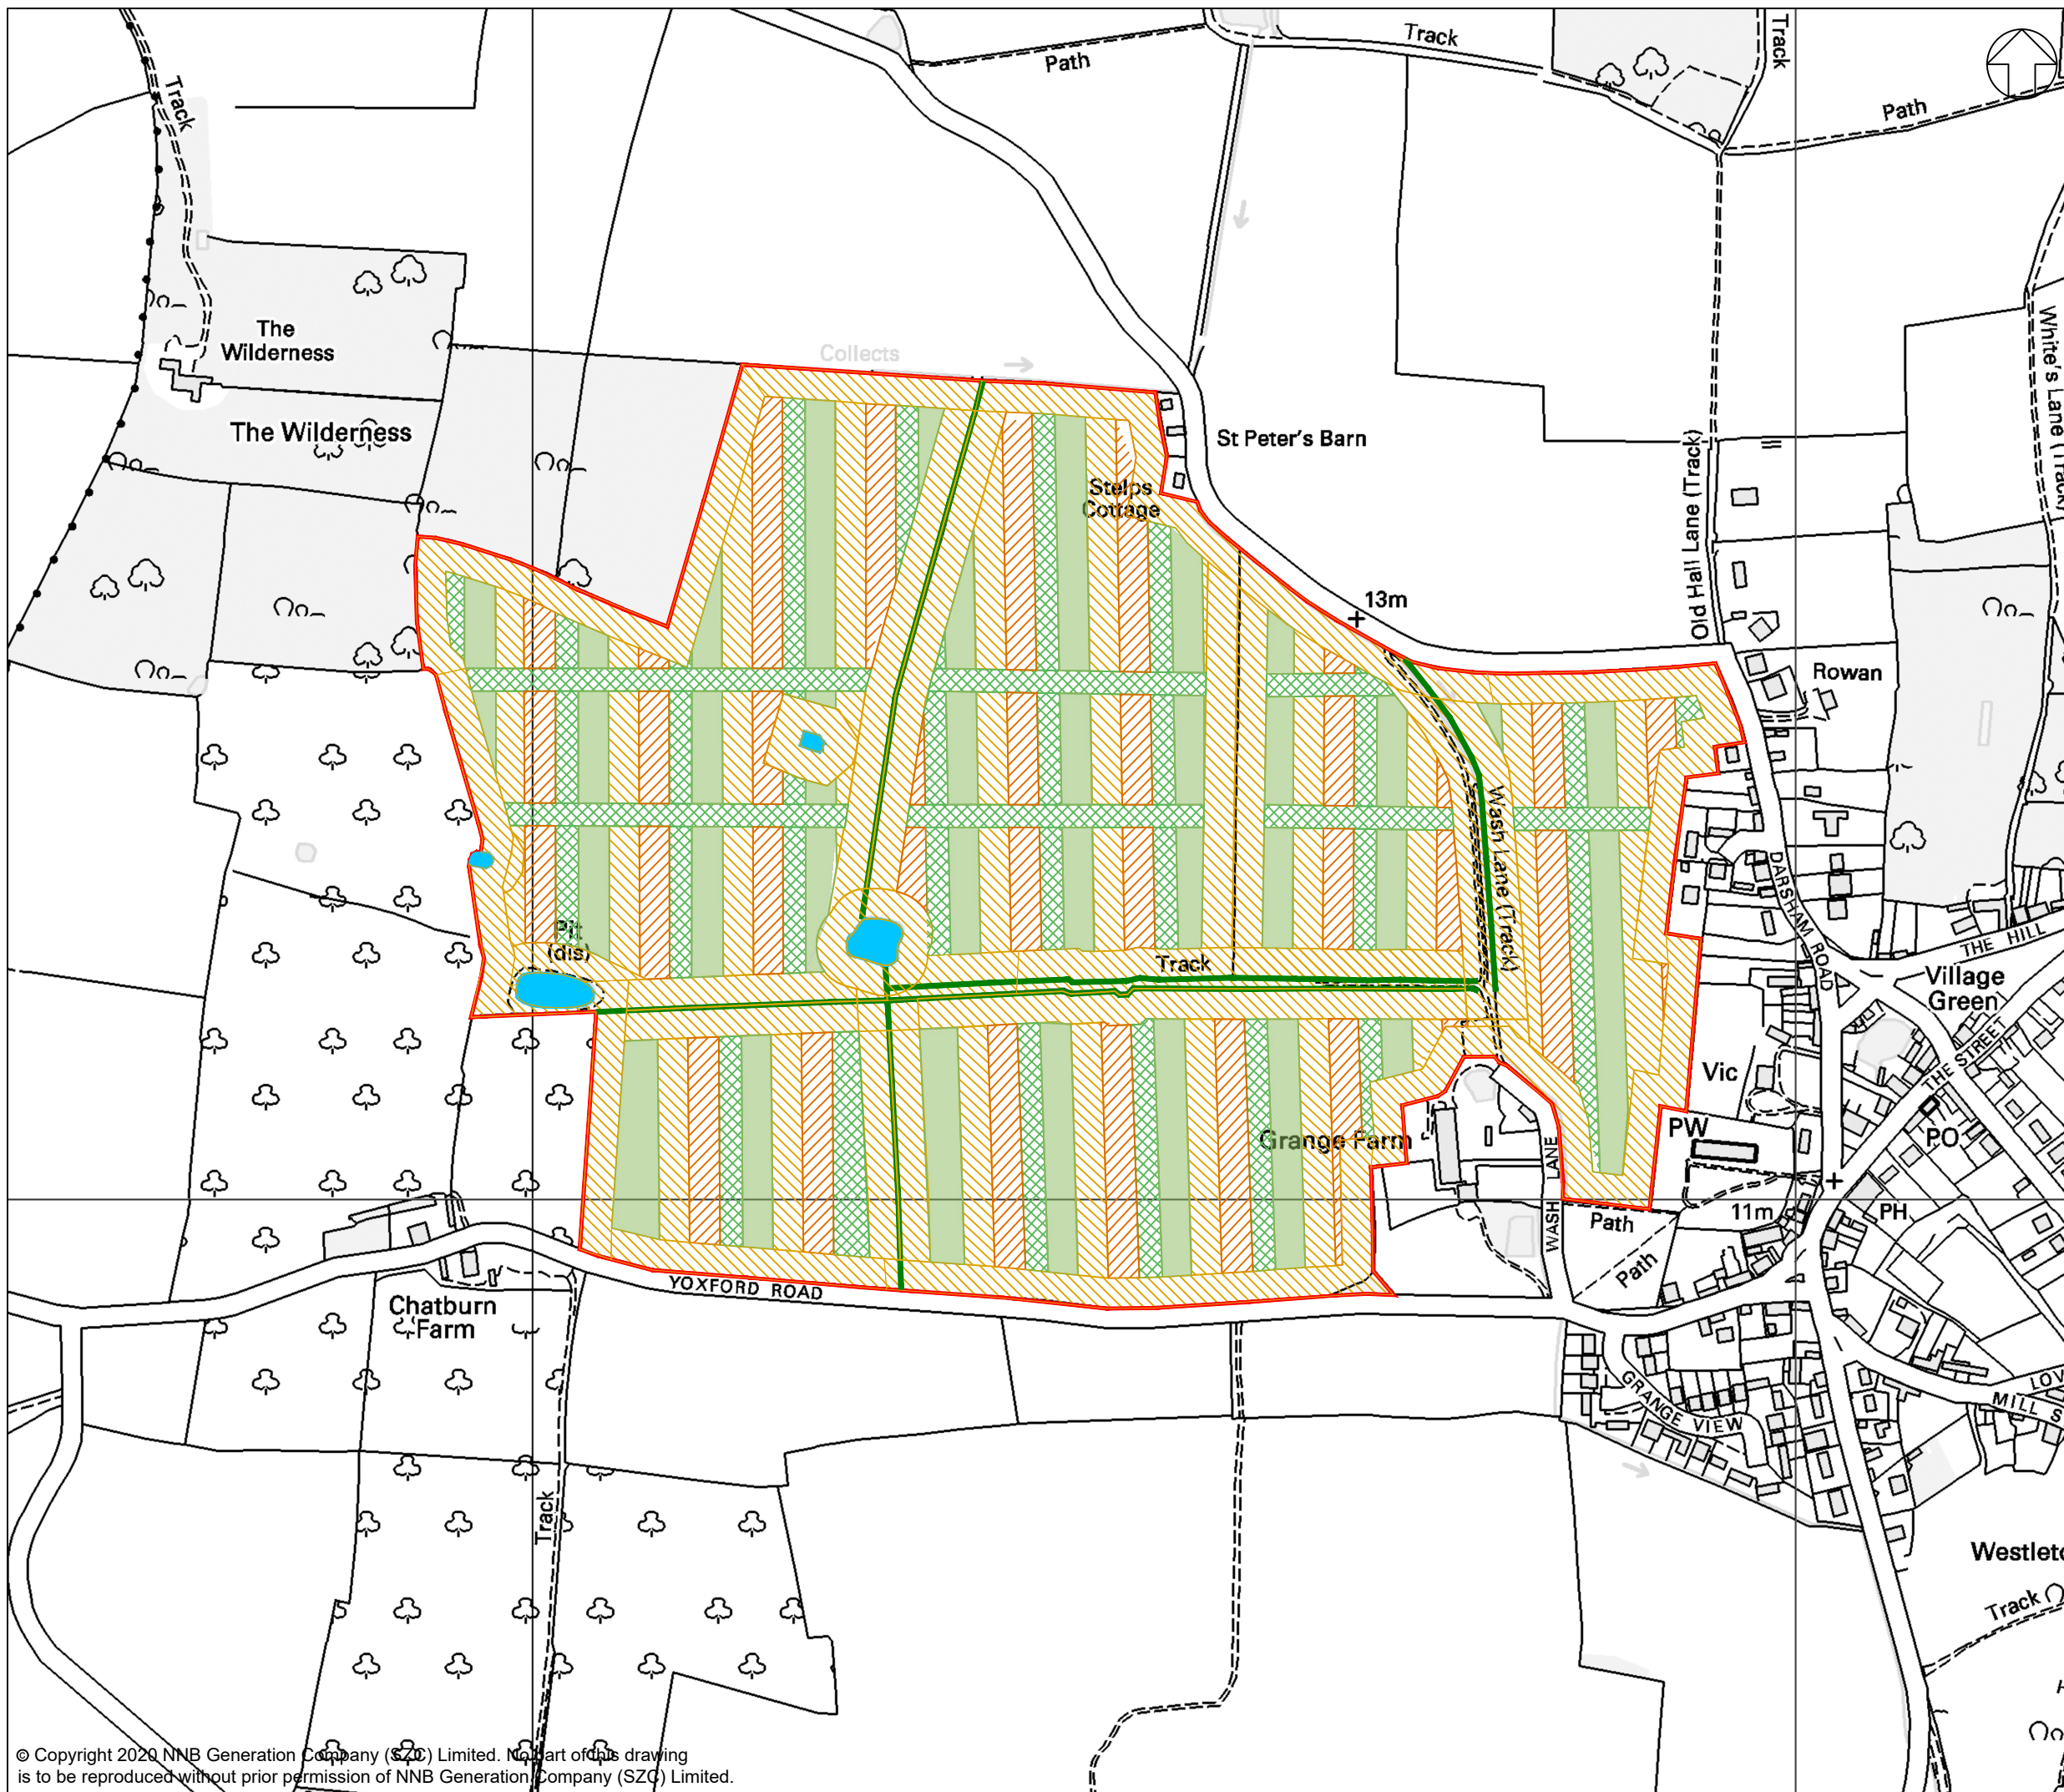 Track
Path
Track
Track
Path
The
Wilderness
Collects
The Wilderness
St Peter's Barn
Stelps
Cottage
Old Hall Lane (Track)
White's Lane (Track)
13m
Rowan
Wash Lane (Track)
DARSHAM ROAD
Pit
(dis)
Track
THE HILL
Village
Green
THE STREET
Vic
PW
PO
Grange Farm
WASH LANE
Path
11m
PH
Path
YOXFORD ROAD
Chatburn
Farm
GRANGE VIEW
LOV
MILL S
Track
Westleto
Track
© Copyright 2020 NNB Generation Company (SZC) Limited. No part of this drawing
is to be reproduced without prior permission of NNB Generation Company (SZC) Limited.